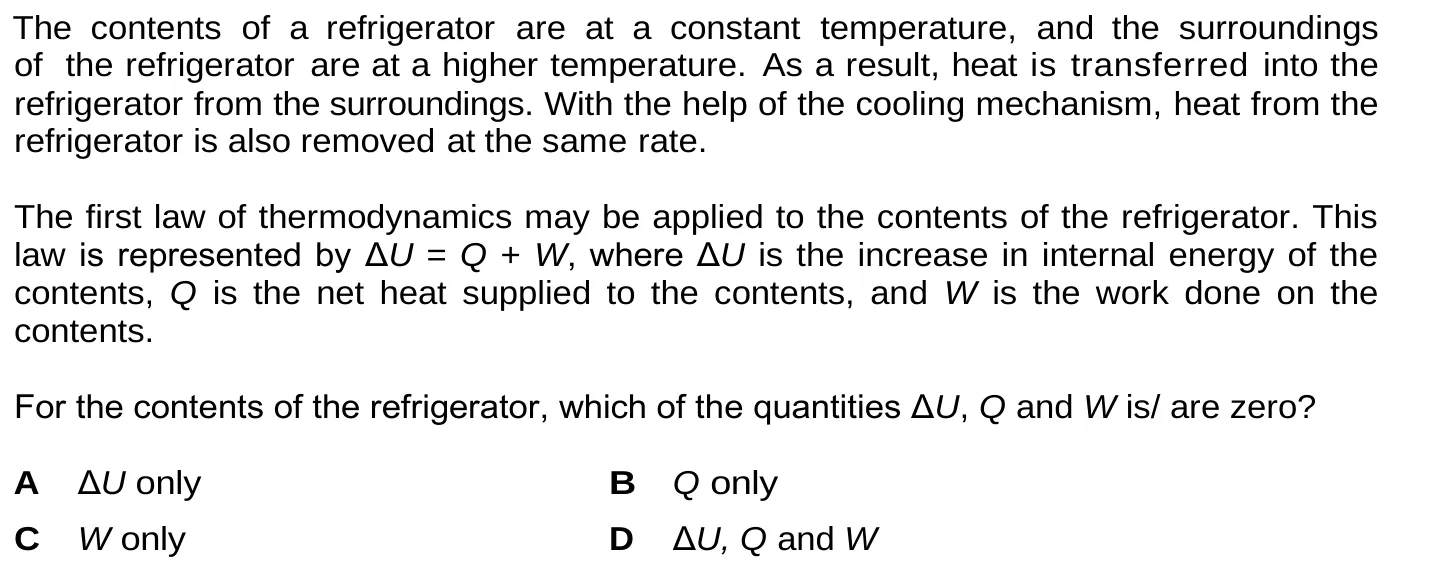 The contents of a refrigerator are at a constant temperature, and the surroundings
of the refrigerator are at a higher temperature. As a result, heat is transferred into the
refrigerator from the surroundings. With the help of the cooling mechanism, heat from the
refrigerator is also removed at the same rate.
The first law of thermodynamics may be applied to the contents of the refrigerator. This
law is represented by ΔU = Q + W, where ΔU is the increase in internal energy of the
contents, Q is the net heat supplied to the contents, and W is the work done on the
contents.
For the contents of the refrigerator, which of the quantities ΔU, Q and W is/ are zero?
A ΔU only B Q only
C W only D ΔU, Q and W